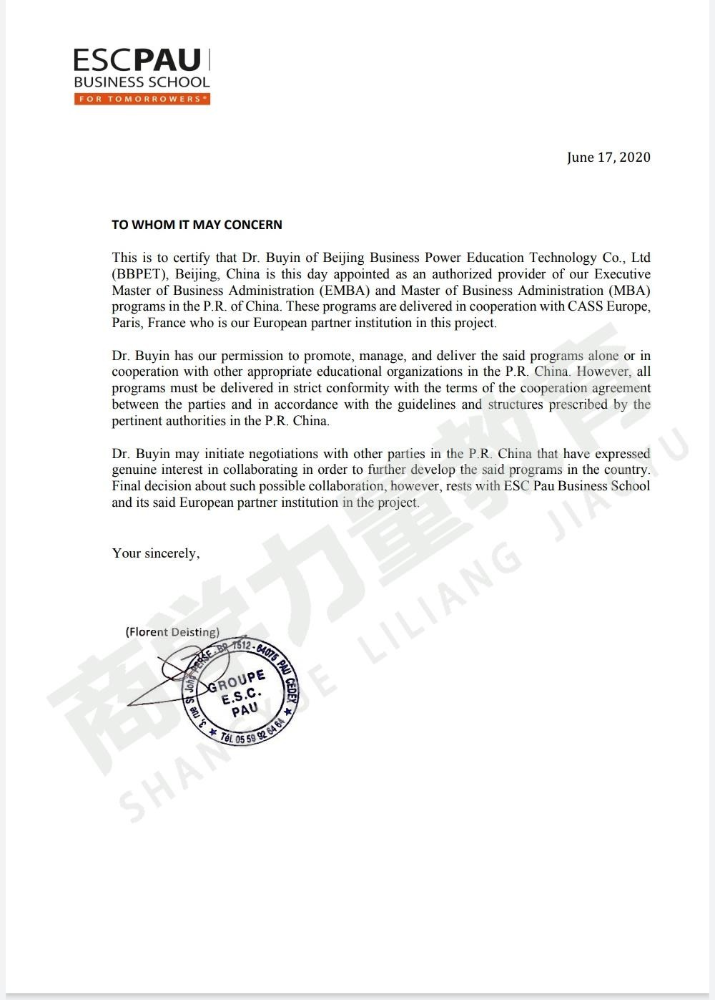 ESCPAU
BUSINESS SCHOOL
FOR TOMORROWERS®
June 17, 2020
TO WHOM IT MAY CONCERN
This is to certify that Dr. Buyin of Beijing Business Power Education Technology Co., Ltd
(BBPET), Beijing, China is this day appointed as an authorized provider of our Executive
Master of Business Administration (EMBA) and Master of Business Administration (MBA)
programs in the P.R. of China. These programs are delivered in cooperation with CASS Europe,
Paris, France who is our European partner institution in this project.
Dr. Buyin has our permission to promote, manage, and deliver the said programs alone or in
cooperation with other appropriate educational organizations in the P.R. China. However, all
programs must be delivered in strict conformity with the terms of the cooperation agreement
between the parties and in accordance with the guidelines and structures prescribed by the
pertinent authorities in the P.R. China.
Dr. Buyin may initiate negotiations with other parties in the P.R. China that have expressed
genuine interest in collaborating in order to further develop the said programs in the country.
Final decision about such possible collaboration, however, rests with ESC Pau Business School
and its said European partner institution in the project.
Your sincerely,
(Florent Deisting)
3, rue St John PERSE - BP 7512 - 64075 PAU CEDEX
GROUPE
E.S.C.
PAU
★ Tél. 05 59 92 64 64 ★
商学力量教育
SHANGYUE LILIANG JIAOYU